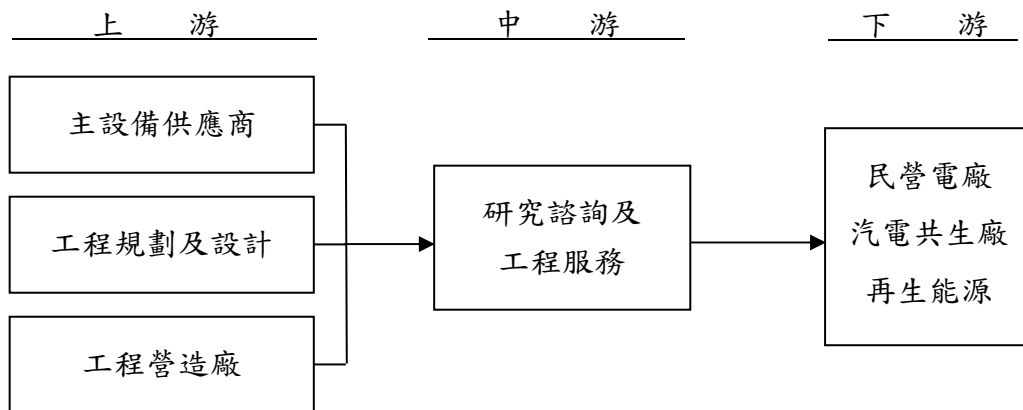 上 游
中 游
下 游
主設備供應商
工程規劃及設計
工程營造廠
研究諮詢及
工程服務
民營電廠
汽電共生廠
再生能源